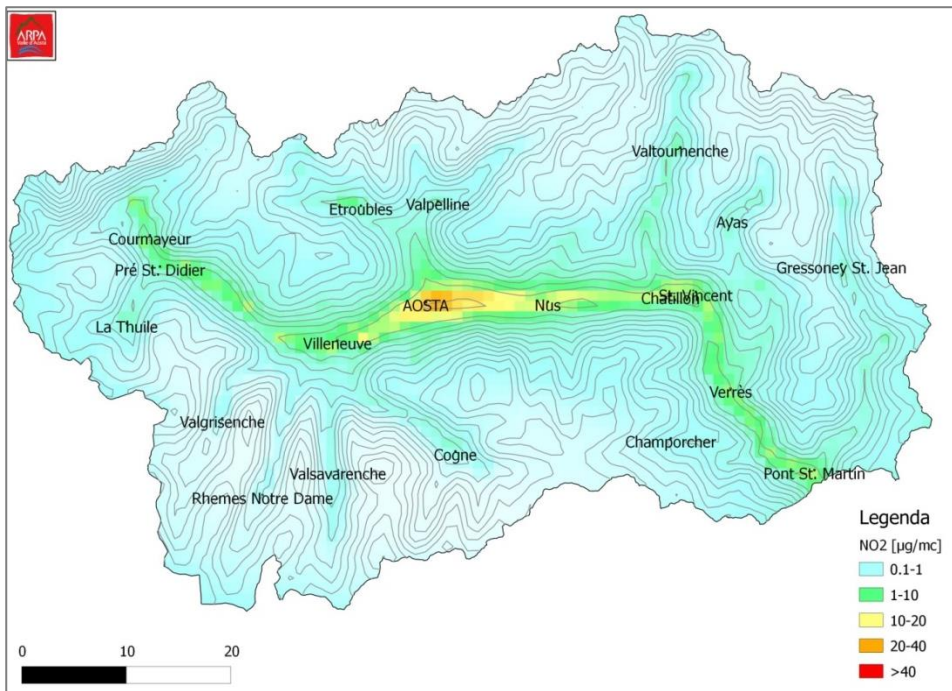 ARPA
Valle d'Aosta
Valtournenche
Etroubles
Valpelline
Ayas
Courmayeur
Pré St. Didier
Gressoney St. Jean
La Thuile
AOSTA
Nus
Chatillon
St. Vincent
Villeneuve
Verrès
Valgrisenche
Champorcher
Cogne
Valsavarenche
Pont St. Martin
Rhemes Notre Dame
Legenda
NO2 [µg/mc]
0.1-1
1-10
10-20
20-40
>40
0 10 20